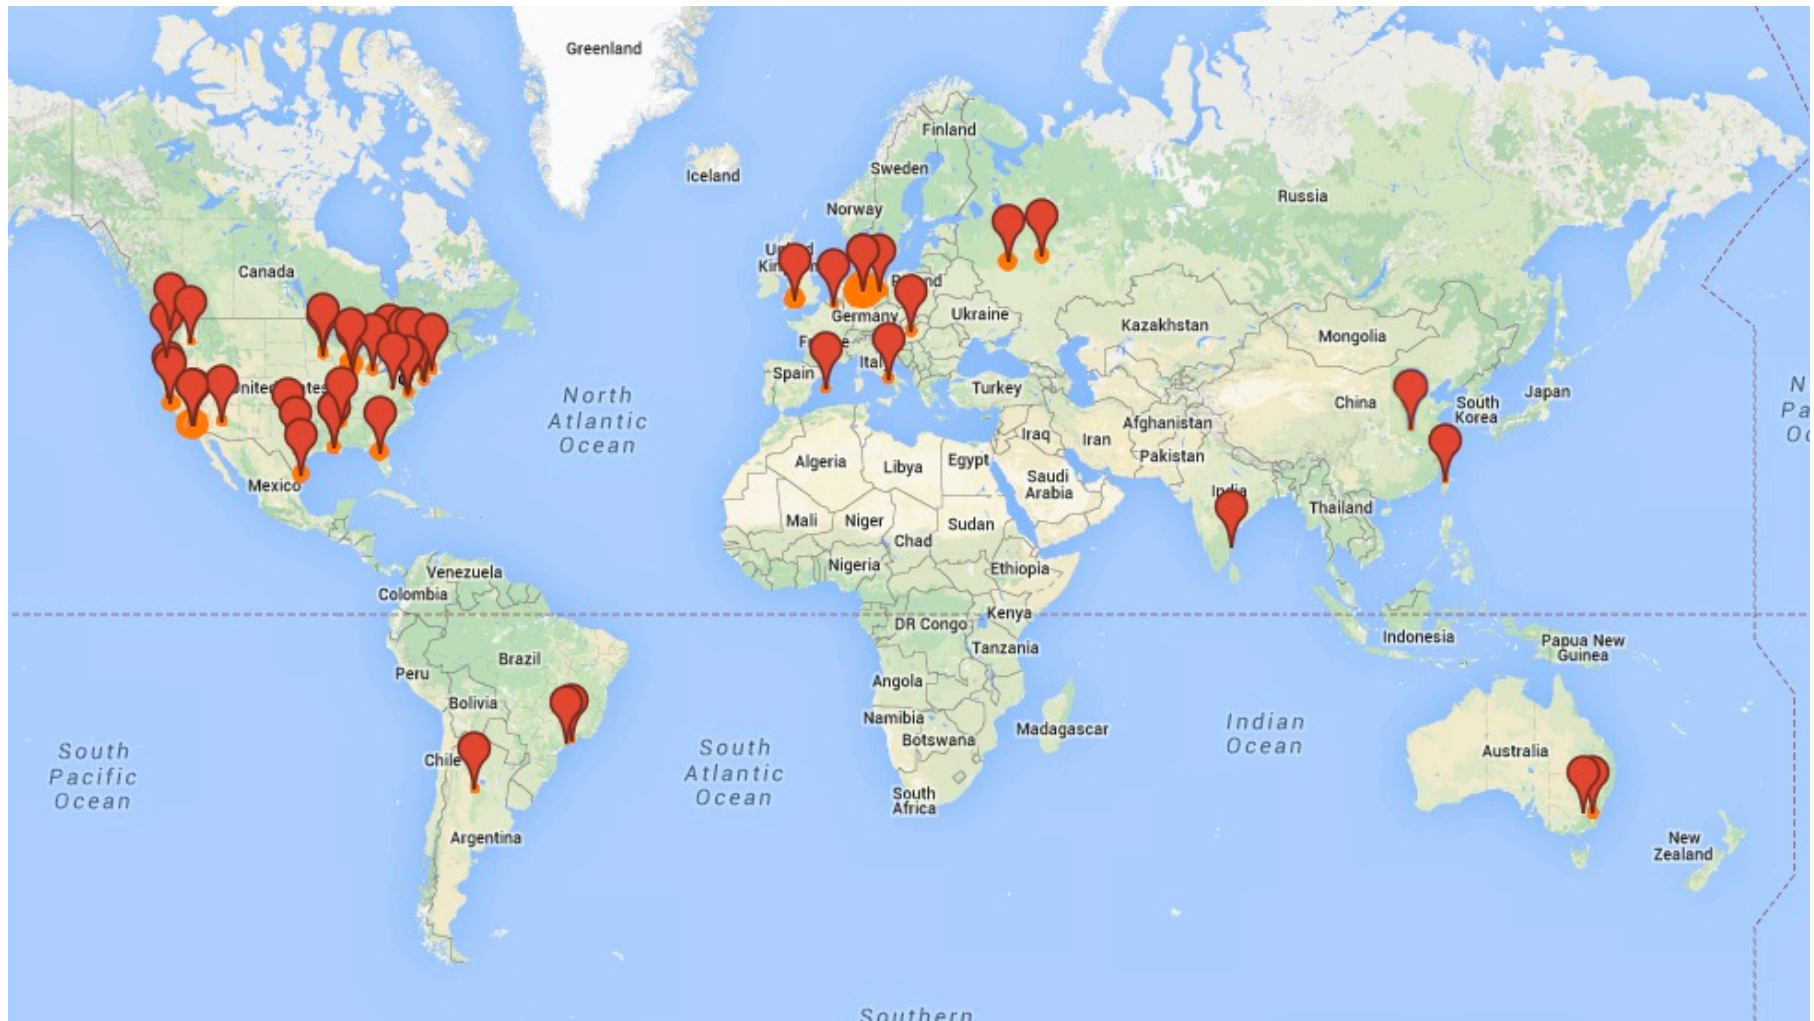 Greenland
Finland
Iceland
Sweden
Russia
Norway
Canada
Germany
Ukraine
Kazakhstan
Mongolia
Spain
Turkey
China
South
Korea
Japan
North
Atlantic
Ocean
Afghanistan
Iraq
Iran
Pakistan
Algeria
Libya
Egypt
Saudi
Arabia
Mexico
India
Thailand
Mali
Niger
Sudan
Chad
Nigeria
Ethiopia
Venezuela
Colombia
Kenya
DR Congo
Tanzania
Indonesia
Papua New
Guinea
Brazil
Peru
Angola
Bolivia
Namibia
Botswana
Madagascar
Indian
Ocean
South
Pacific
Ocean
South
Atlantic
Ocean
Chile
Australia
South
Africa
Argentina
New
Zealand
Southern